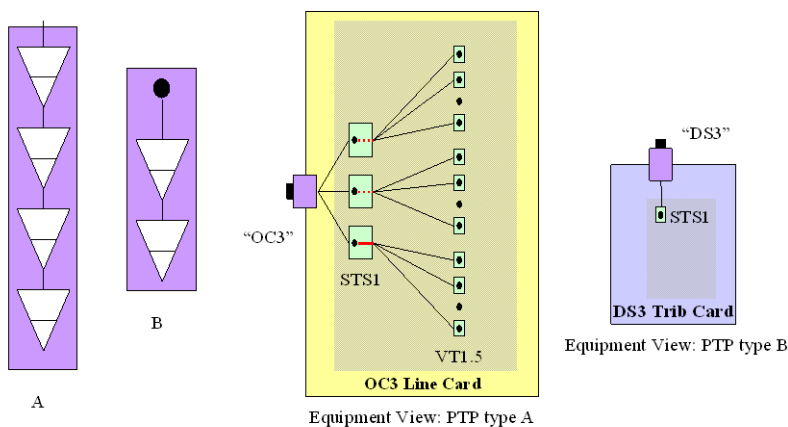 A
B
“OC3”
STS1
VT1.5
OC3 Line Card
Equipment View: PTP type A
“DS3”
STS1
DS3 Trib Card
Equipment View: PTP type B